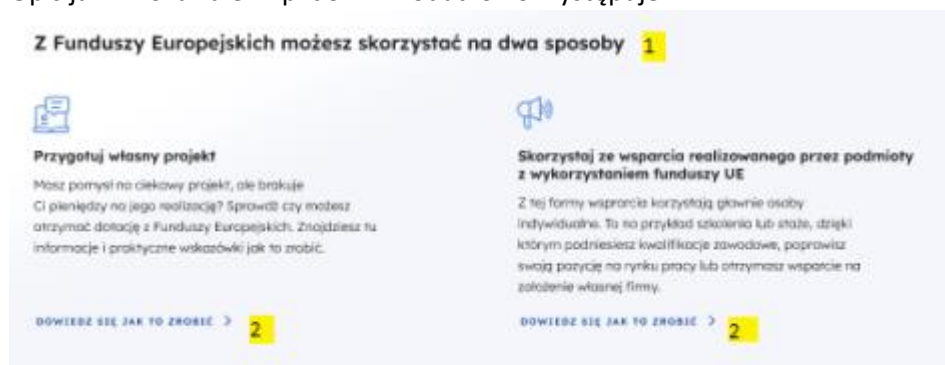 Z Funduszy Europejskich możesz skorzystać na dwa sposoby 1
Przygotuj własny projekt
Masz pomysł na ciekawy projekt, ale brakuje
Ci pieniędzy na jego realizację? Sprawdź czy możesz
otrzymać dotację z Funduszy Europejskich. Znajdziesz tu
informacje i praktyczne wskazówki jak to zrobić.
DOWIEDZ SIĘ JAK TO ZROBIĆ > 2
Skorzystaj ze wsparcia realizowanego przez podmioty
z wykorzystaniem funduszy UE
Z tej formy wsparcia korzystają głównie osoby
indywidualne. To na przykład szkolenia lub staże, dzięki
którym podniesiesz kwalifikacje zawodowe, poprawisz
swoją pozycję na rynku pracy lub otrzymasz wsparcie na
założenie własnej firmy.
DOWIEDZ SIĘ JAK TO ZROBIĆ > 2